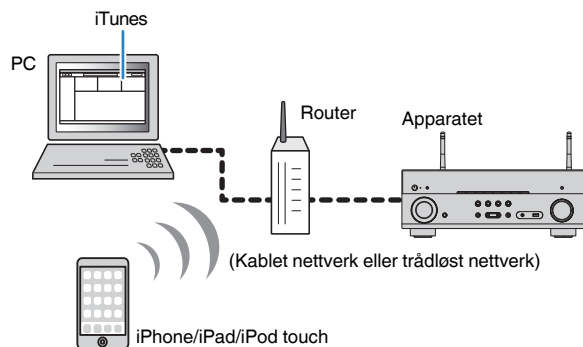 iTunes
PC
Router
Apparatet
(Kablet nettverk eller trådløst nettverk)
iPhone/iPad/iPod touch